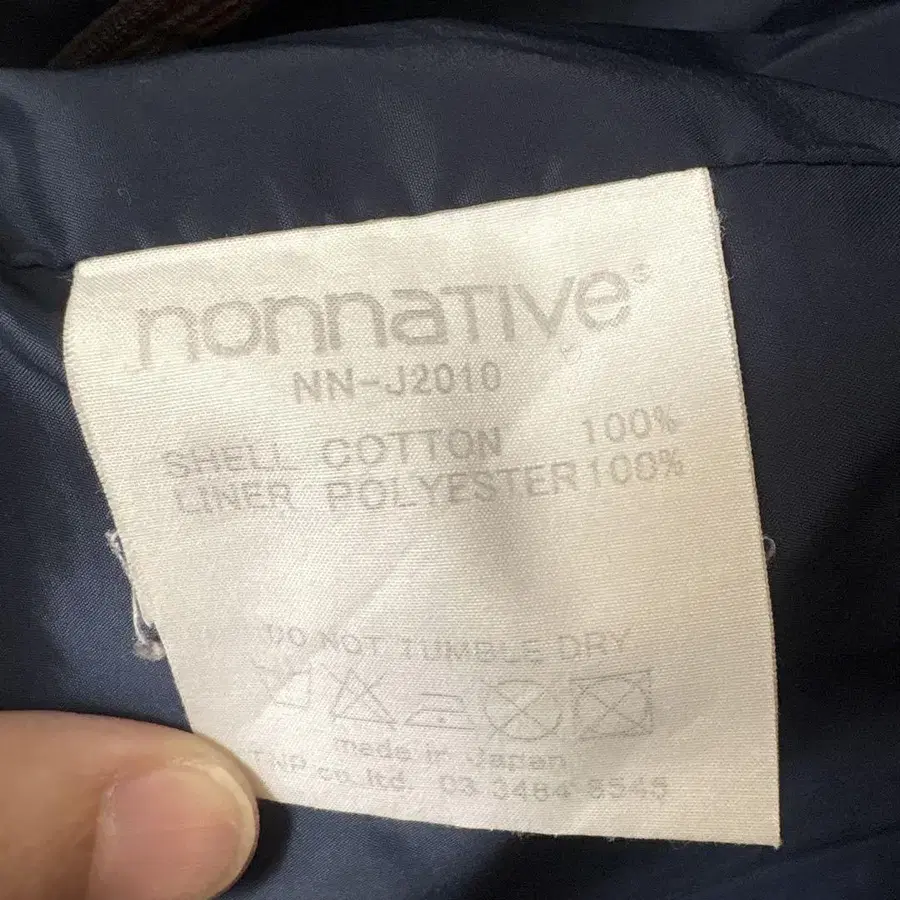 nonnaTIVe
NN-J2010
SHELL COTTON 100%
LINER POLYESTER 100%
DO NOT TUMBLE DRY
made in Japan
TNP co.ltd. 03 3464 8545